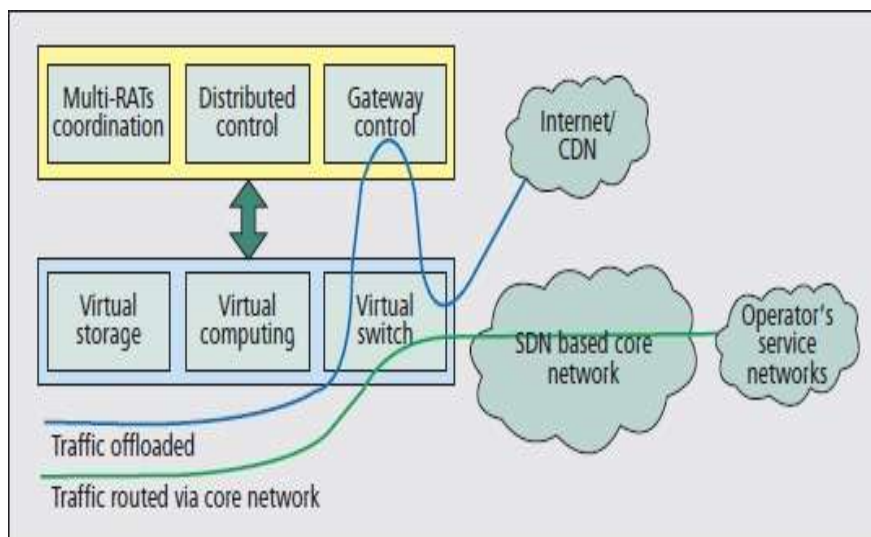 Multi-RATs
coordination
Distributed
control
Gateway
control
Internet/
CDN
Virtual
storage
Virtual
computing
Virtual
switch
SDN based core
network
Operator's
service
networks
Traffic offloaded
Traffic routed via core network